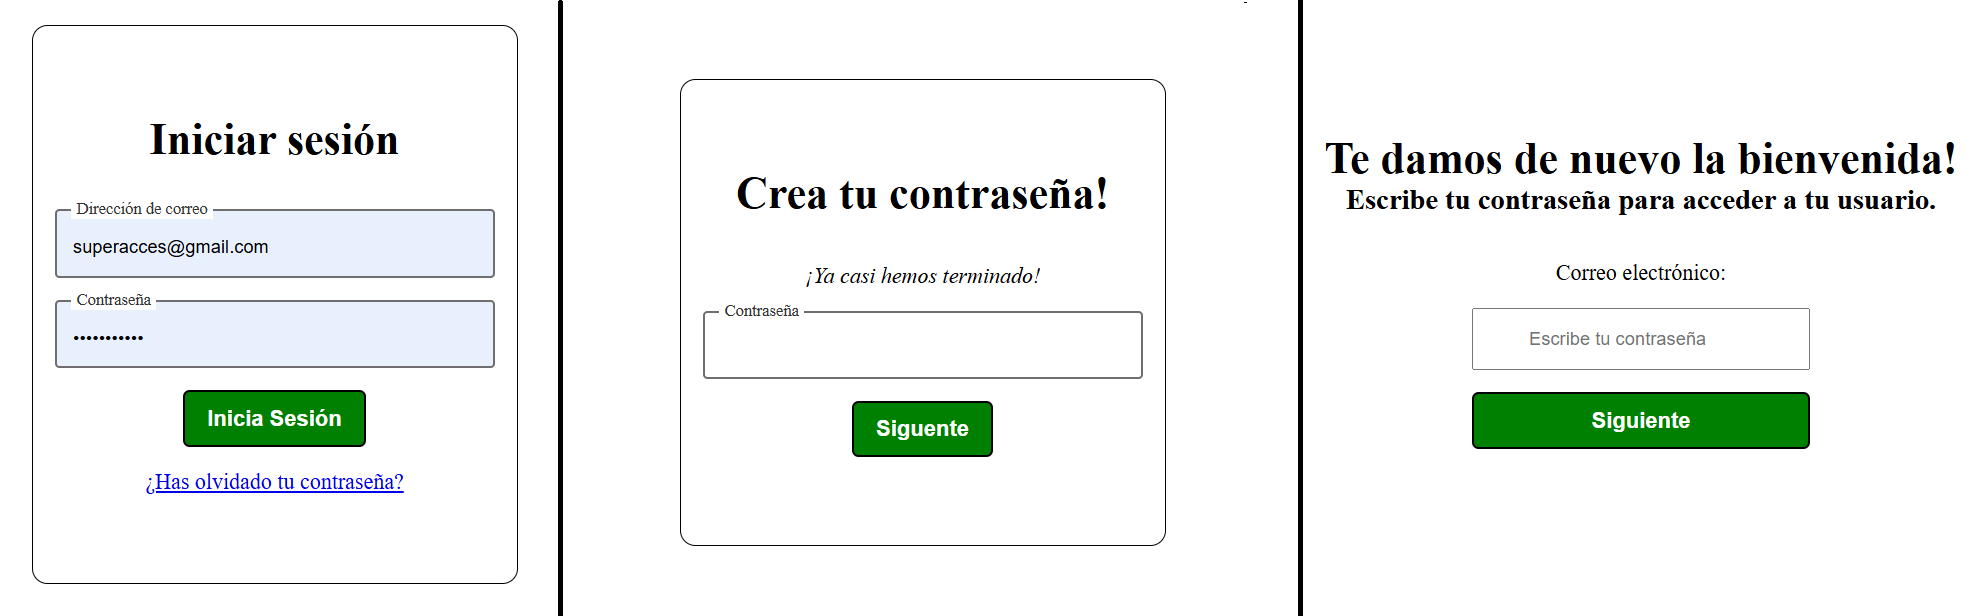 Iniciar sesión
Dirección de correo
superacces@gmail.com
Contraseña
•••••••••••
Inicia Sesión
¿Has olvidado tu contraseña?
Crea tu contraseña!
¡Ya casi hemos terminado!
Contraseña
Siguente
Te damos de nuevo la bienvenida!
Escribe tu contraseña para acceder a tu usuario.
Correo electrónico:
Escribe tu contraseña
Siguiente